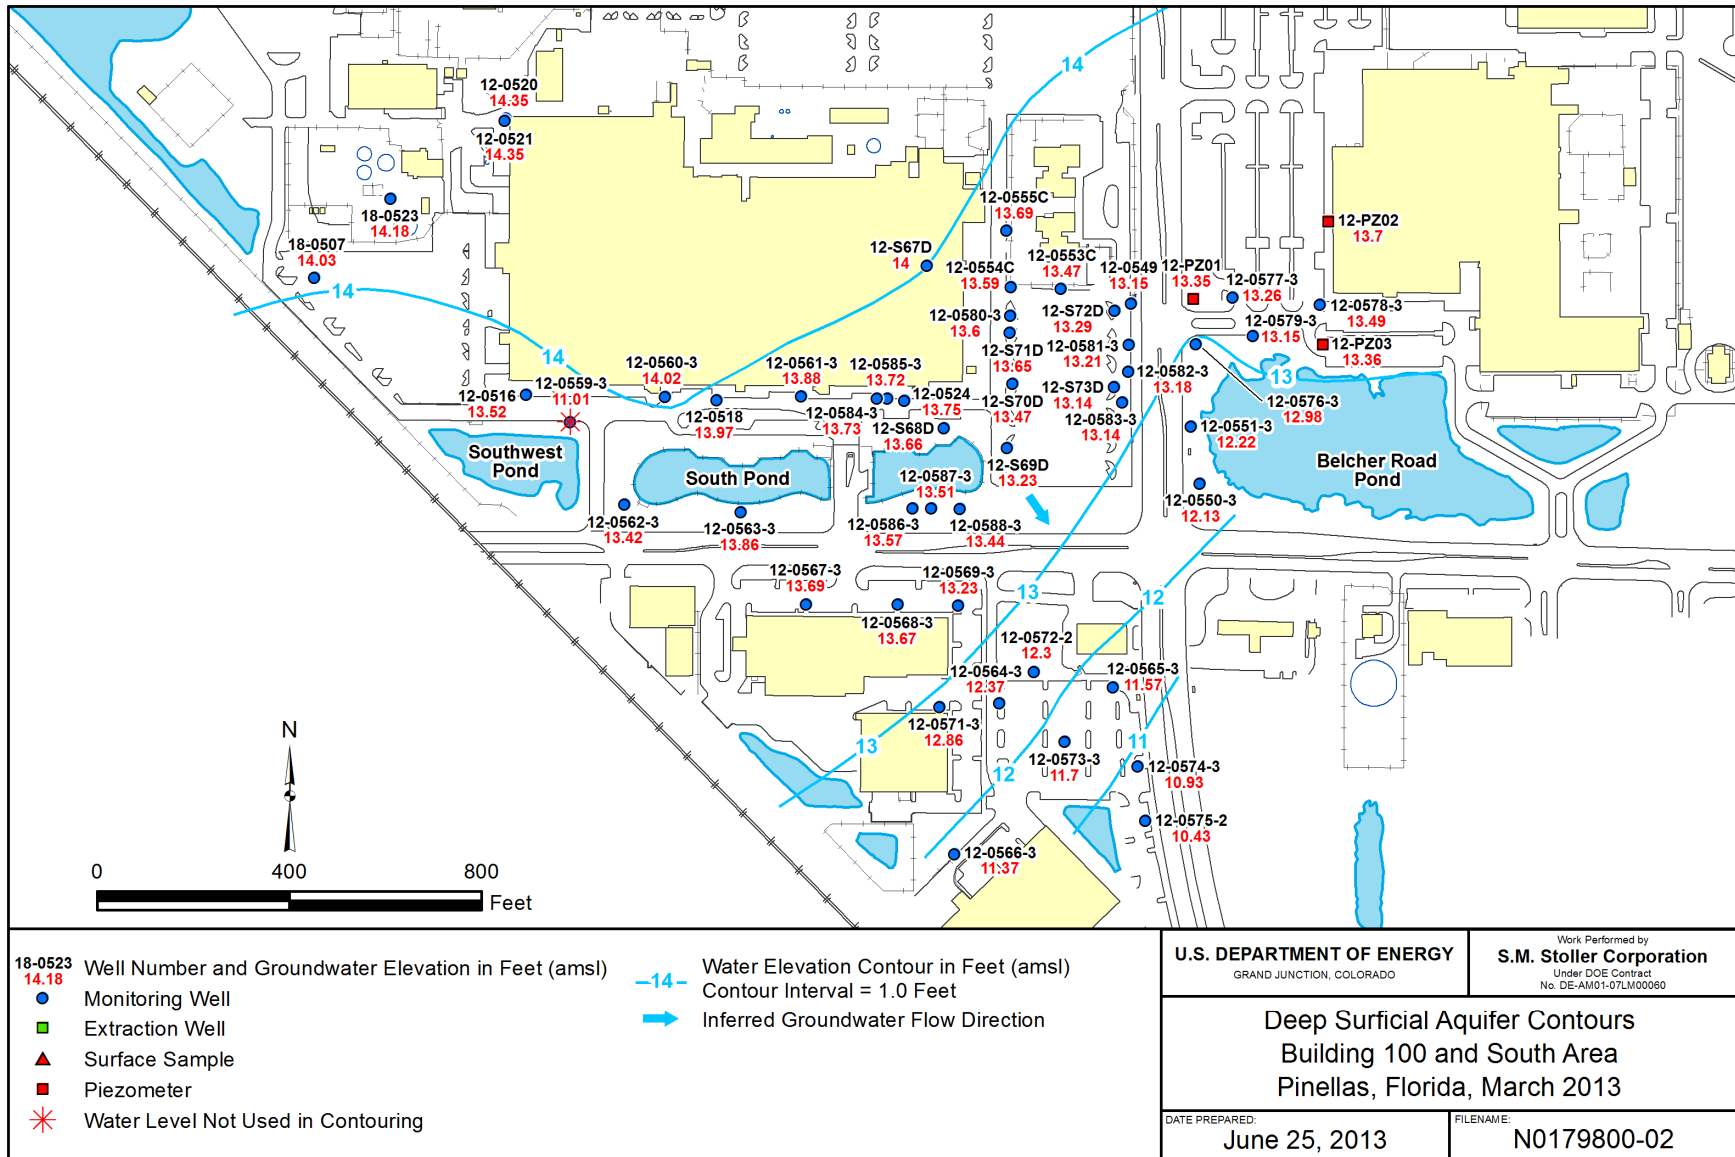 14
12-0520
14.35
12-0521
14.35
18-0523
14.18
18-0507
14.03
14
12-0555C
13.69
12-S67D
14
12-0554C
13.59
12-0553C
13.47
12-0549
13.15
12-PZ01
13.35
12-PZ02
13.7
12-0577-3
13.26
12-0578-3
13.49
12-0580-3
13.6
12-S72D
13.29
12-0579-3
13.15
12-PZ03
13.36
12-S71D
13.65
12-0581-3
13.21
12-0582-3
13.18
13
14
12-0516
13.52
12-0559-3
11.01
12-0560-3
14.02
12-0561-3
13.88
12-0585-3
13.72
12-0518
13.97
12-0584-3
13.73
12-0524
13.75
12-S68D
13.66
12-S70D
13.47
12-S73D
13.14
12-0583-3
13.14
12-0576-3
12.98
12-0551-3
12.22
12-S69D
13.23
Southwest
Pond
South Pond
Belcher Road
Pond
12-0587-3
13.51
12-0550-3
12.13
12-0562-3
13.42
12-0563-3
13.86
12-0586-3
13.57
12-0588-3
13.44
12-0567-3
13.69
12-0569-3
13.23
13
12
12-0568-3
13.67
12-0572-2
12.3
12-0564-3
12.37
12-0565-3
11.57
12-0571-3
12.86
13
12
11
12-0573-3
11.7
12-0574-3
10.93
12-0575-2
10.43
12-0566-3
11.37
N
0 400 800
Feet
18-0523
14.18
Well Number and Groundwater Elevation in Feet (amsl)
Monitoring Well
Extraction Well
Surface Sample
Piezometer
Water Level Not Used in Contouring
14
Water Elevation Contour in Feet (amsl)
Contour Interval = 1.0 Feet
Inferred Groundwater Flow Direction
U.S. DEPARTMENT OF ENERGY
GRAND JUNCTION, COLORADO
Work Performed by
S.M. Stoller Corporation
Under DOE Contract
No. DE-AM01-07LM00060
Deep Surficial Aquifer Contours
Building 100 and South Area
Pinellas, Florida, March 2013
DATE PREPARED:
June 25, 2013
FILENAME:
N0179800-02